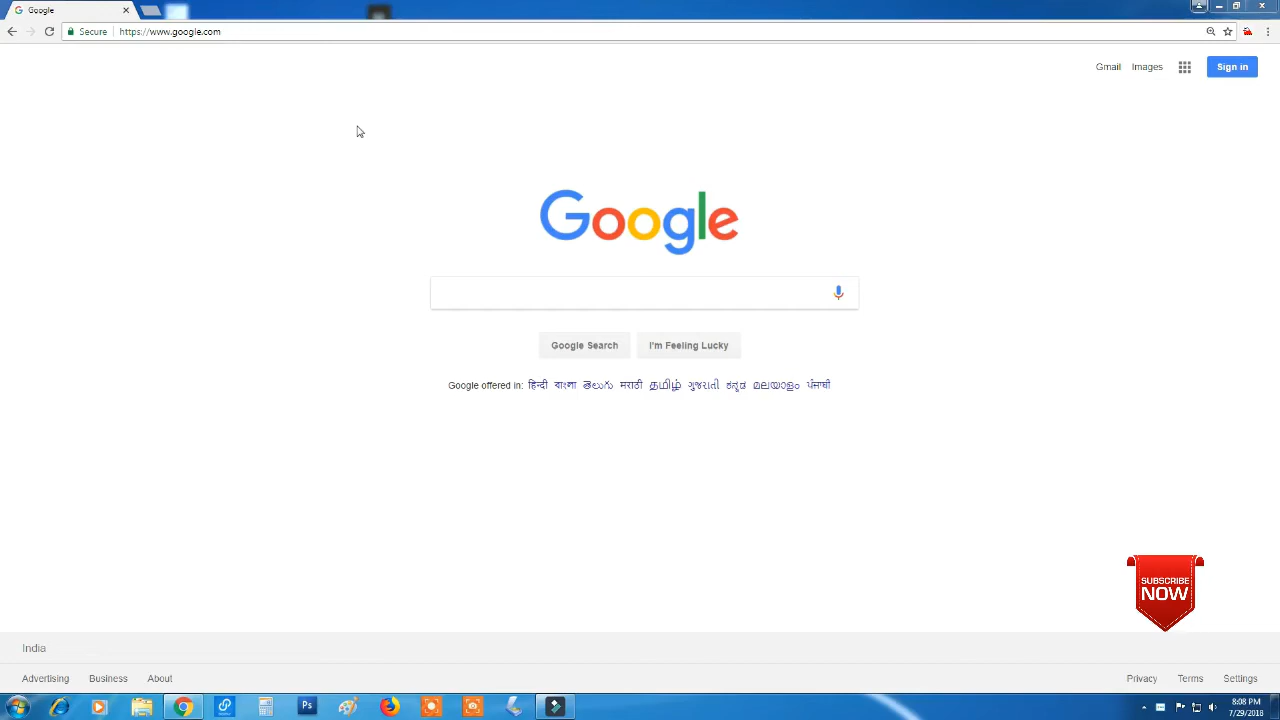 Google
Secure https://www.google.com
Gmail Images Sign in
Google
Google Search I'm Feeling Lucky
Google offered in: हिन्दी বাংলা తెలుగు मराठी தமிழ் ગુજરાતી ಕನ್ನಡ മലയാളം ਪੰਜਾਬੀ
SUBSCRIBE
NOW
India
Advertising Business About Privacy Terms Settings
Ps
8:08 PM
7/29/2018